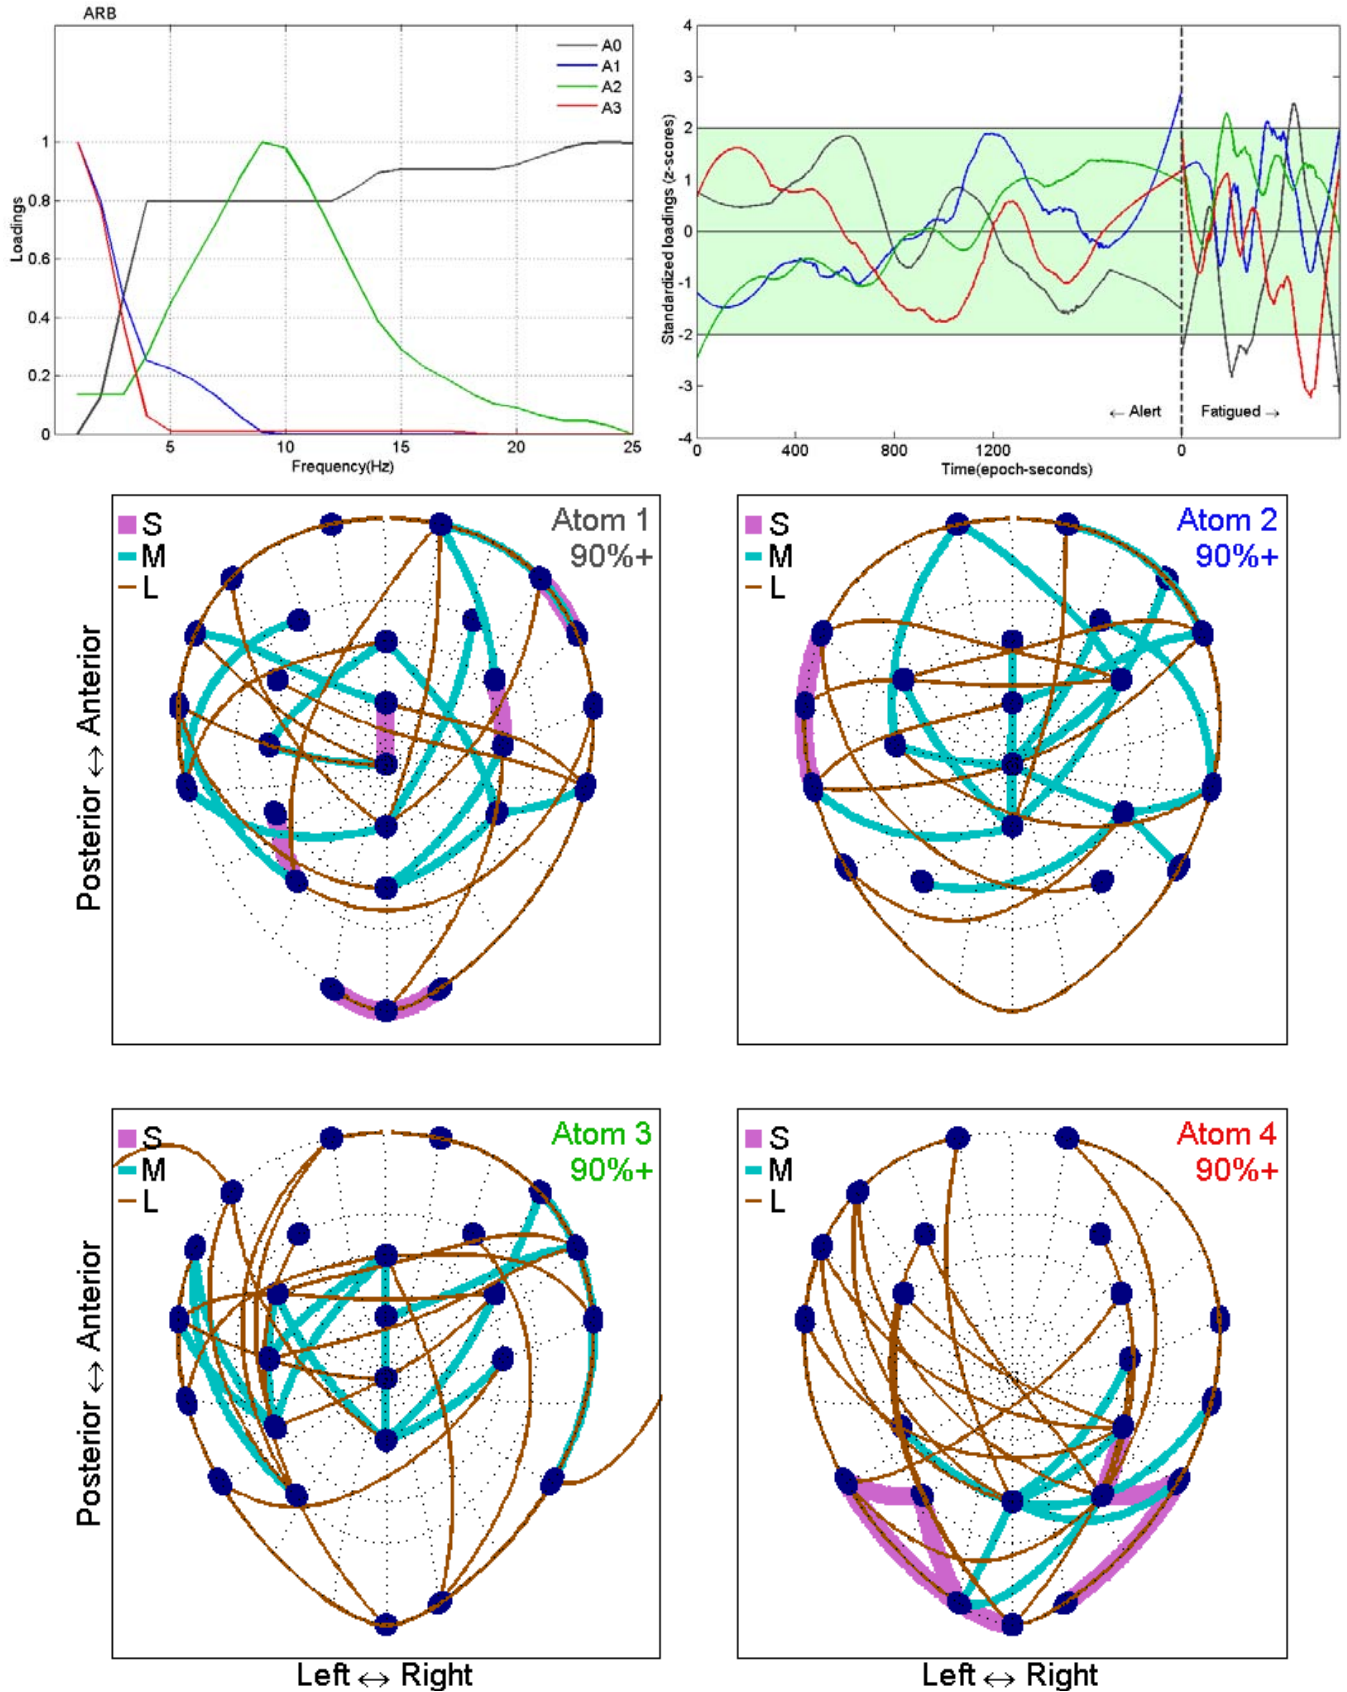 ARB
A0
A1
A2
A3
1
0.8
0.6
0.4
0.2
0
Loadings
5
10
15
20
25
Frequency(Hz)
4
3
2
1
0
-1
-2
-3
-4
Standardized loadings (z-scores)
← Alert
Fatigued →
0
400
800
1200
0
Time(epoch-seconds)
S
M
L
Atom 1
90%+
Posterior ↔ Anterior
S
M
L
Atom 2
90%+
S
M
L
Atom 3
90%+
Posterior ↔ Anterior
Left ↔ Right
S
M
L
Atom 4
90%+
Left ↔ Right